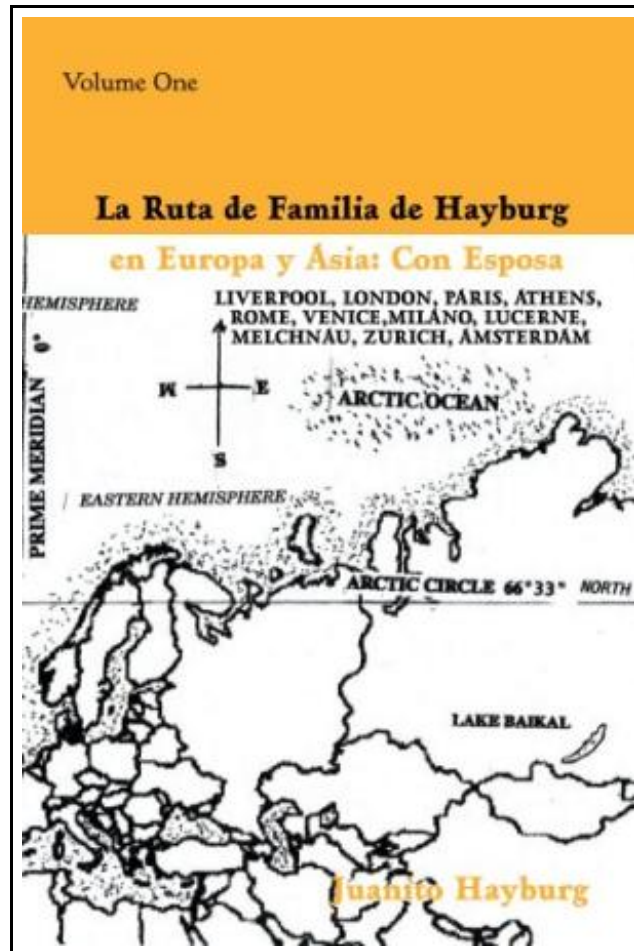 Volume One
La Ruta de Familia de Hayburg
en Europa y Ásia: Con Esposa
HEMISPHERE
LIVERPOOL, LONDON, PARIS, ATHENS,
ROME, VENICE,MILANO, LUCERNE,
MELCHNAU, ZURICH, AMSTERDAM
W
E
ARCTIC OCEAN
S
PRIME MERIDIAN 0°
EASTERN HEMISPHERE
ARCTIC CIRCLE 66°33" NORTH
LAKE BAIKAL
Juanito Hayburg